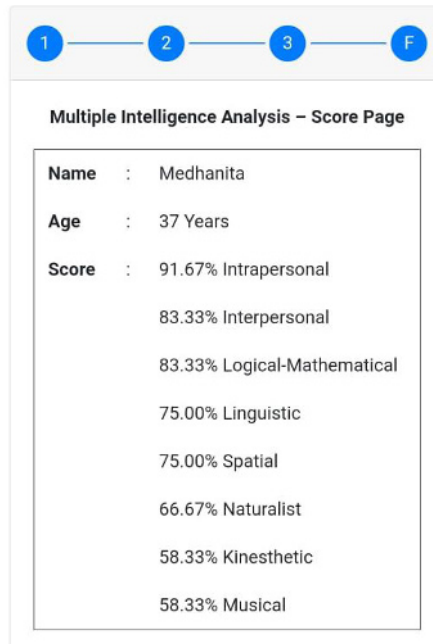 1 2 3 F
Multiple Intelligence Analysis – Score Page
Name : Medhanita
Age : 37 Years
Score : 91.67% Intrapersonal
83.33% Interpersonal
83.33% Logical-Mathematical
75.00% Linguistic
75.00% Spatial
66.67% Naturalist
58.33% Kinesthetic
58.33% Musical